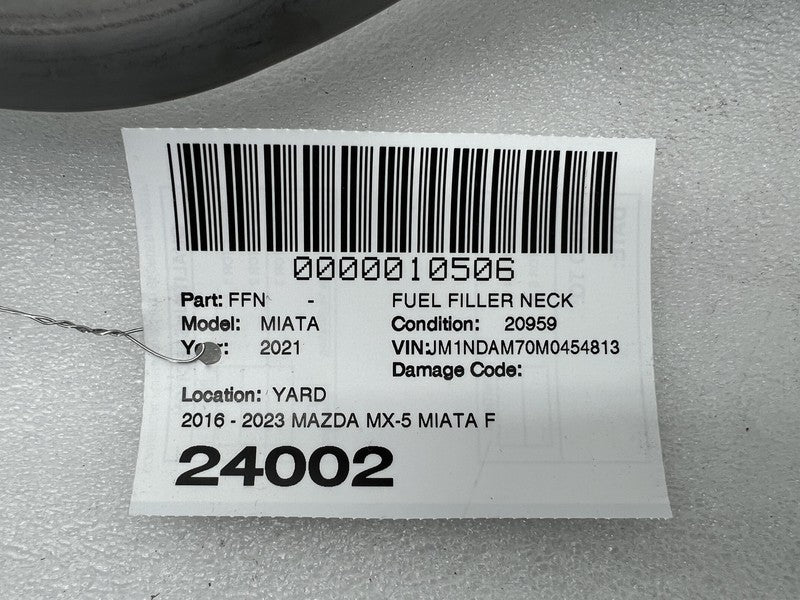 0000010506
Part: FFN - FUEL FILLER NECK
Model: MIATA Condition: 20959
Year: 2021 VIN:JM1NDAM70M0454813
Damage Code:
Location: YARD
2016 - 2023 MAZDA MX-5 MIATA F
24002